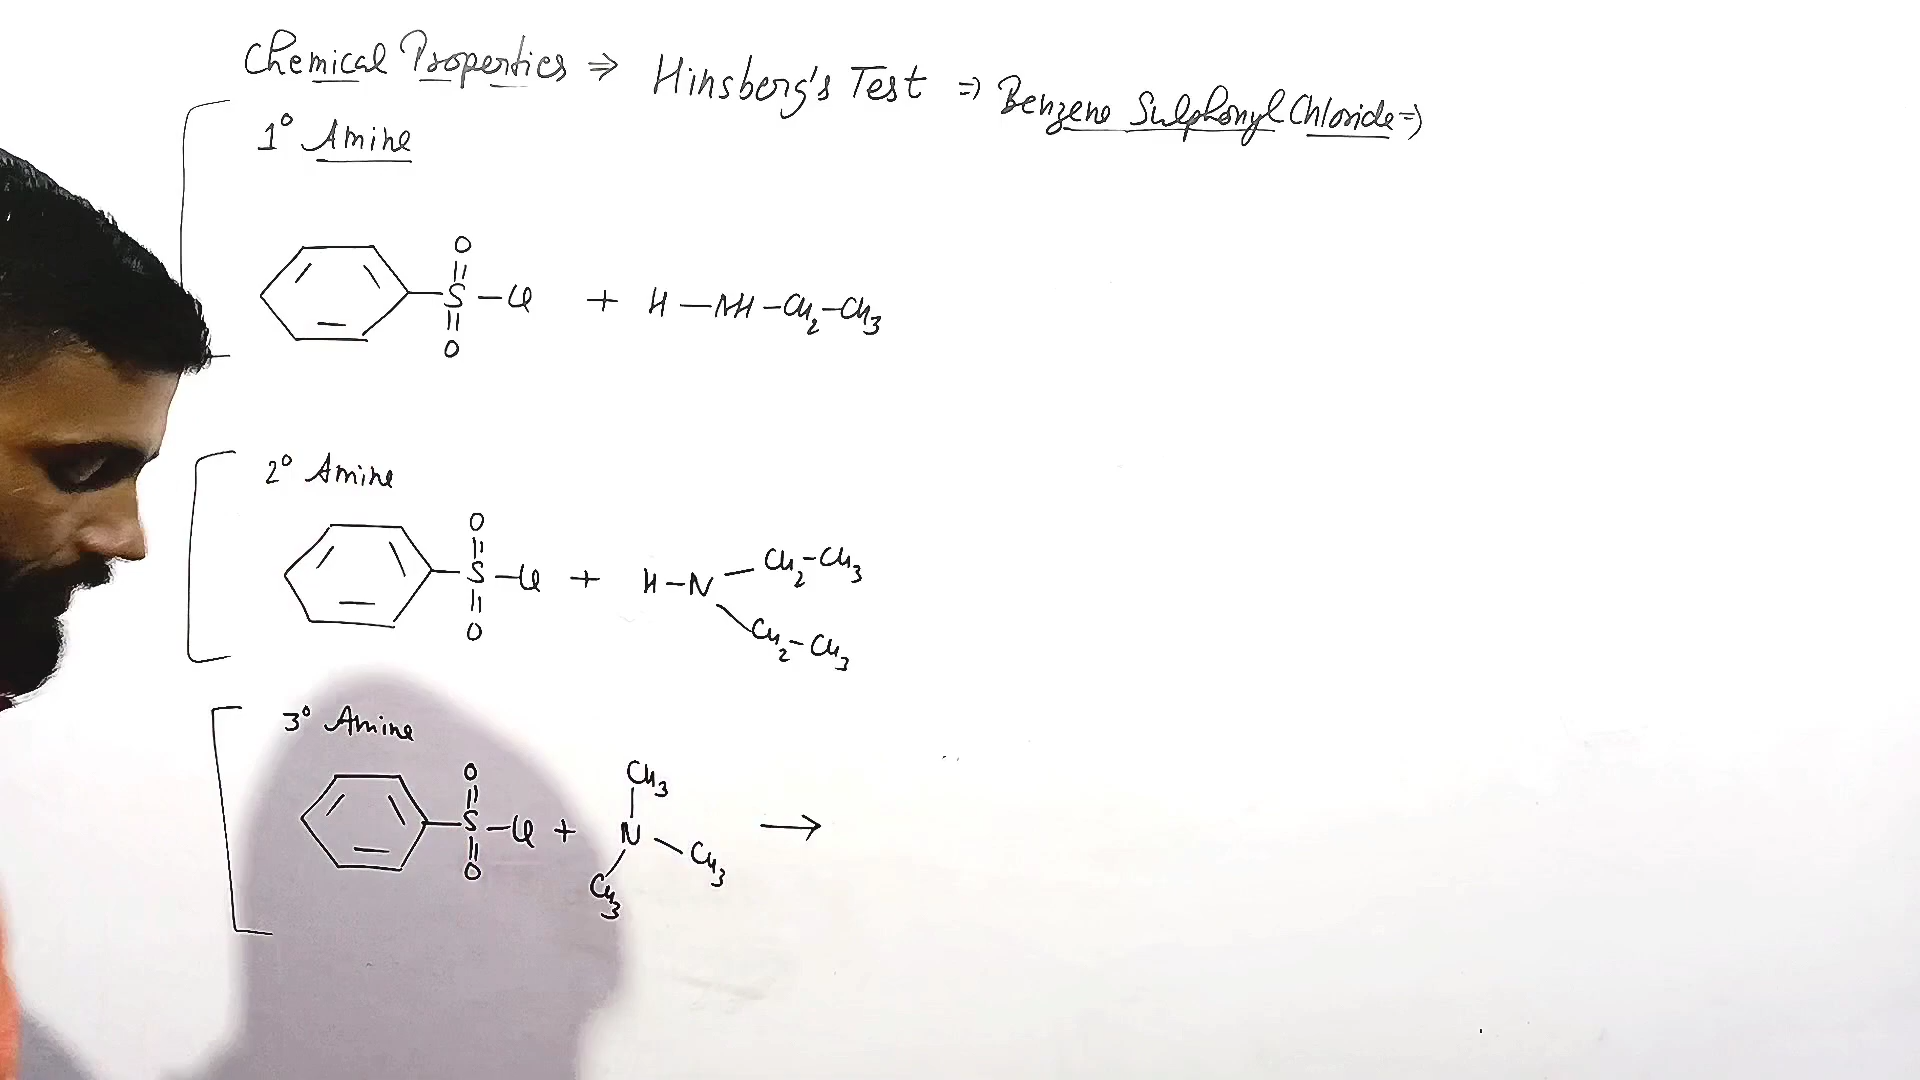 Chemical Properties ⇒ Hinsberg's Test ⇒ Benzene Sulphonyl Chloride ⇒
1° Amine
O
S – Cl + H – NH – CH2 – CH3
O
2° Amine
O
S – Cl + H – N – CH2 – CH3
CH2 – CH3
O
3° Amine
O
CH3
S – Cl + N – CH3 →
O
CH3